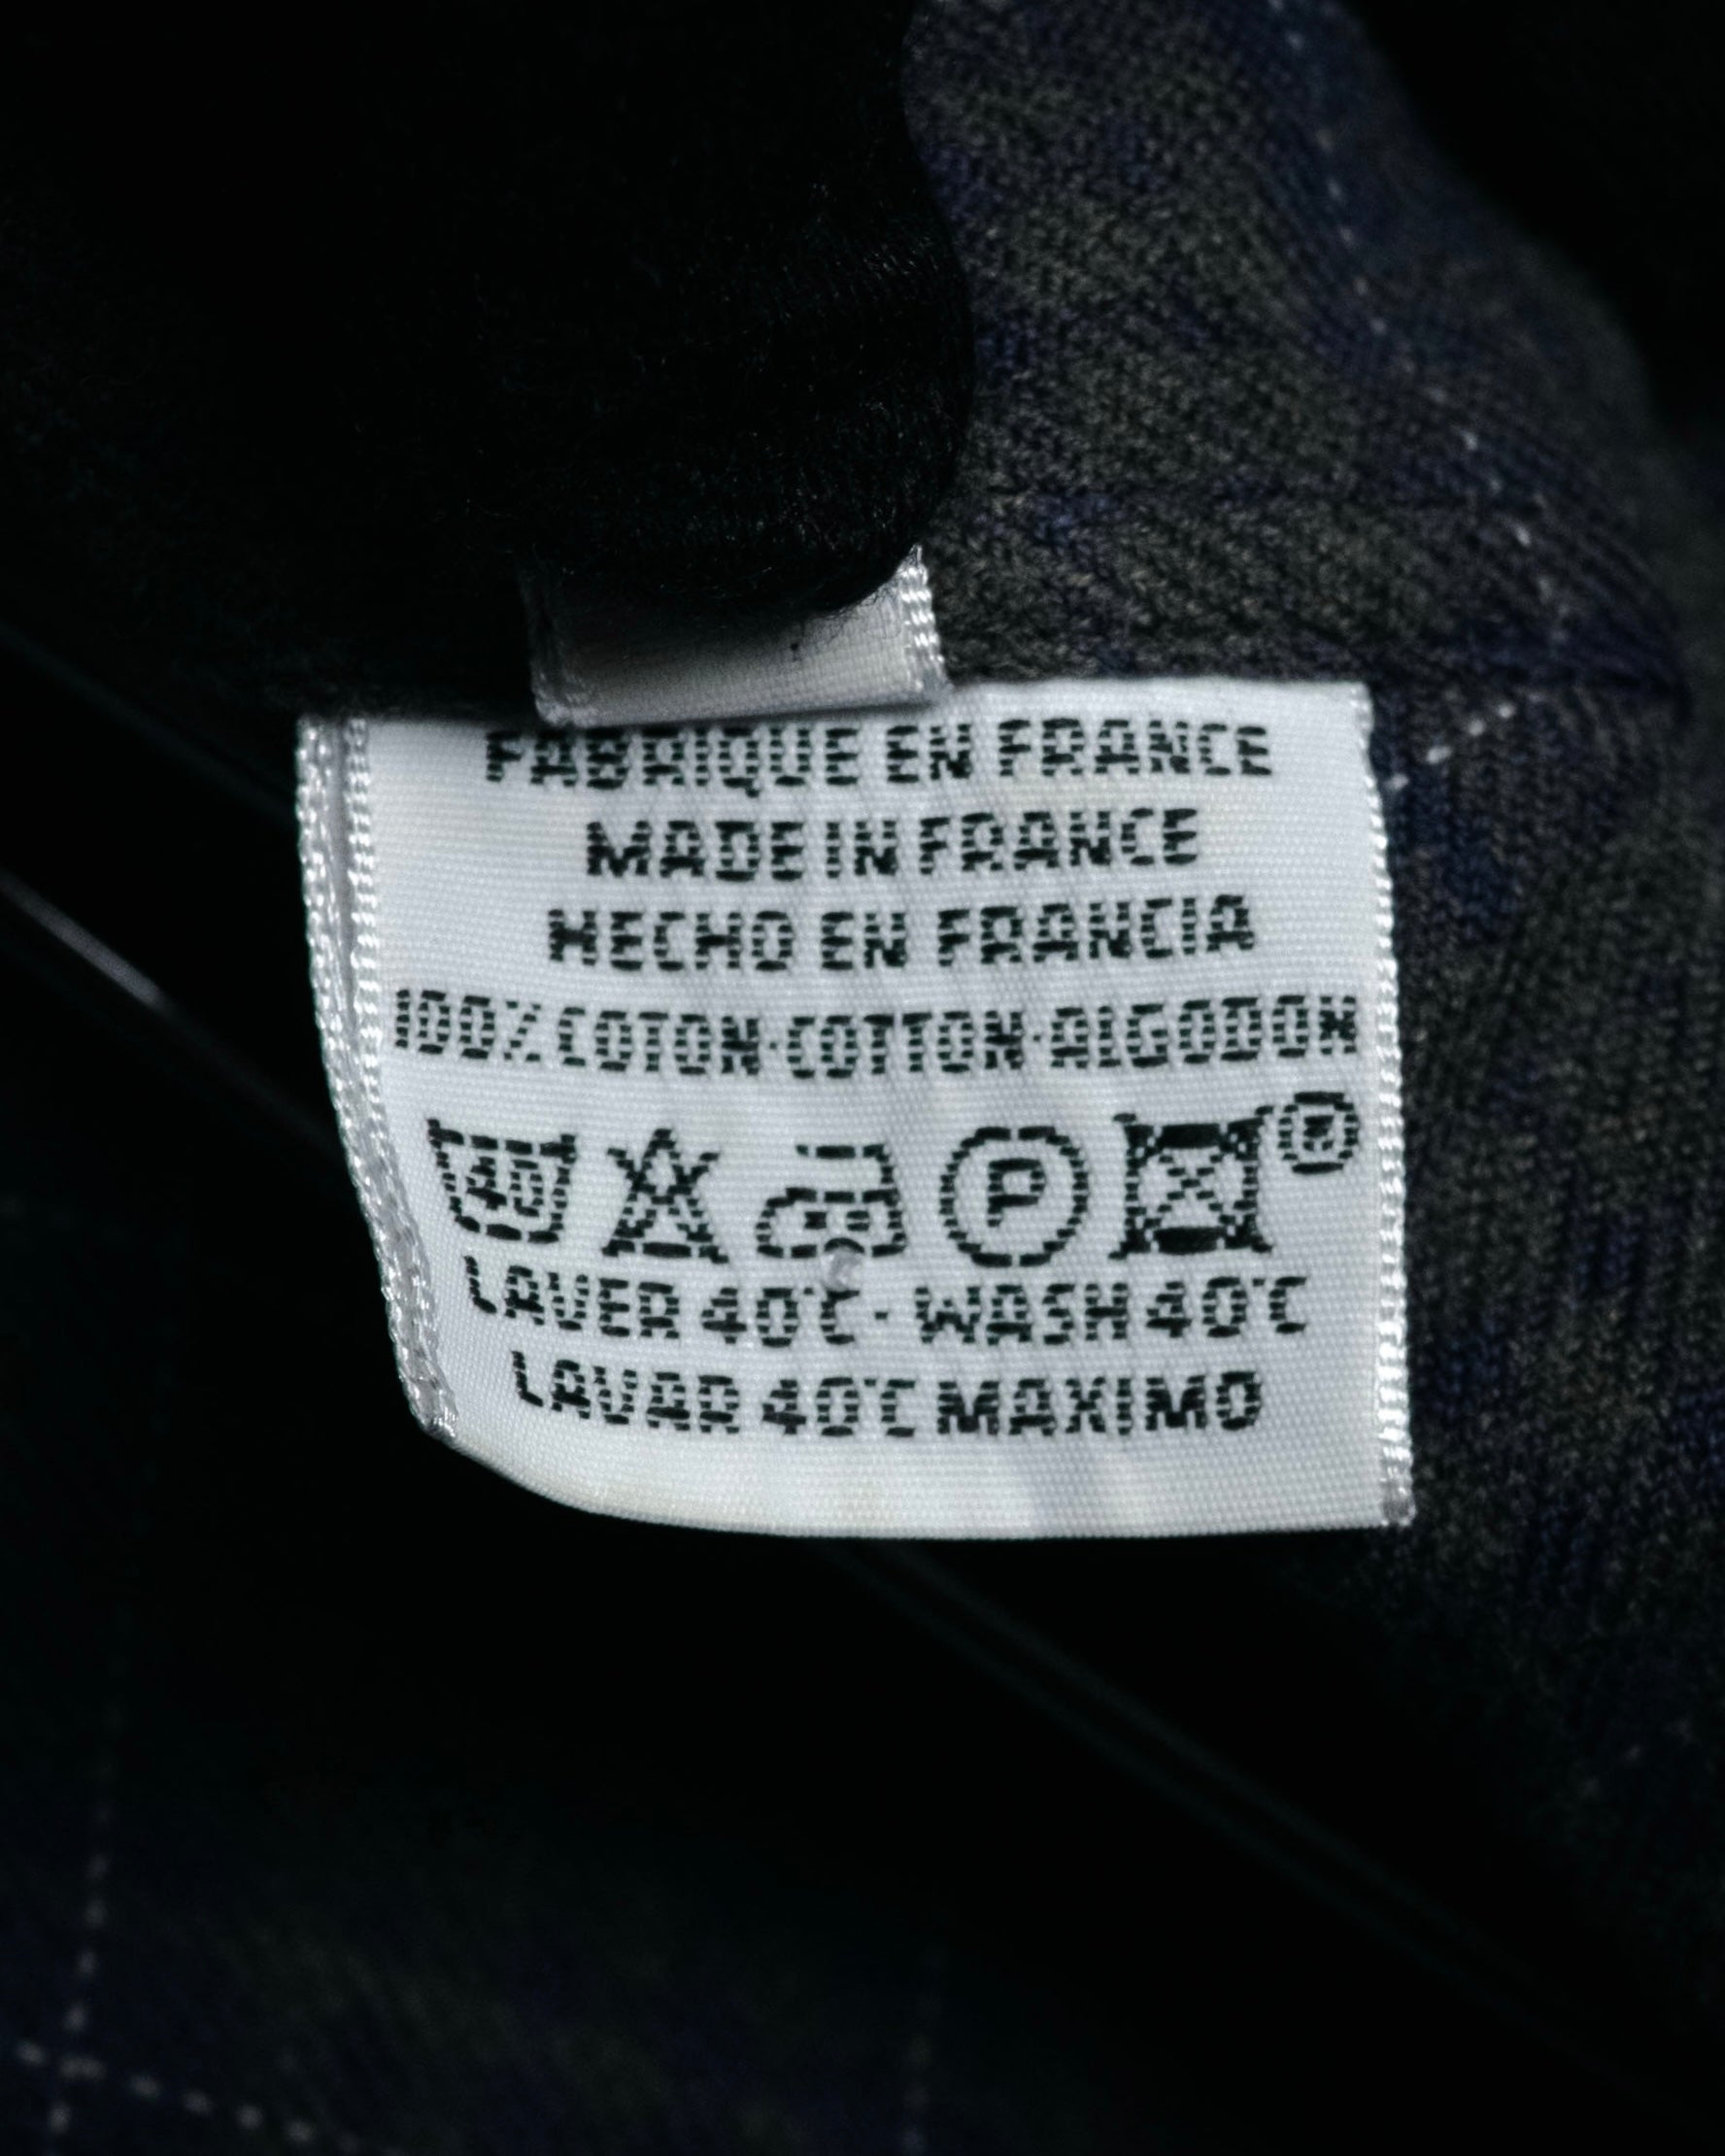 FABRIQUE EN FRANCE
MADE IN FRANCE
HECHO EN FRANCIA
100% COTON·COTTON·ALGODON
40 P ®
LAVER 40°C · WASH 40°C
LAVAR 40°C MAXIMO